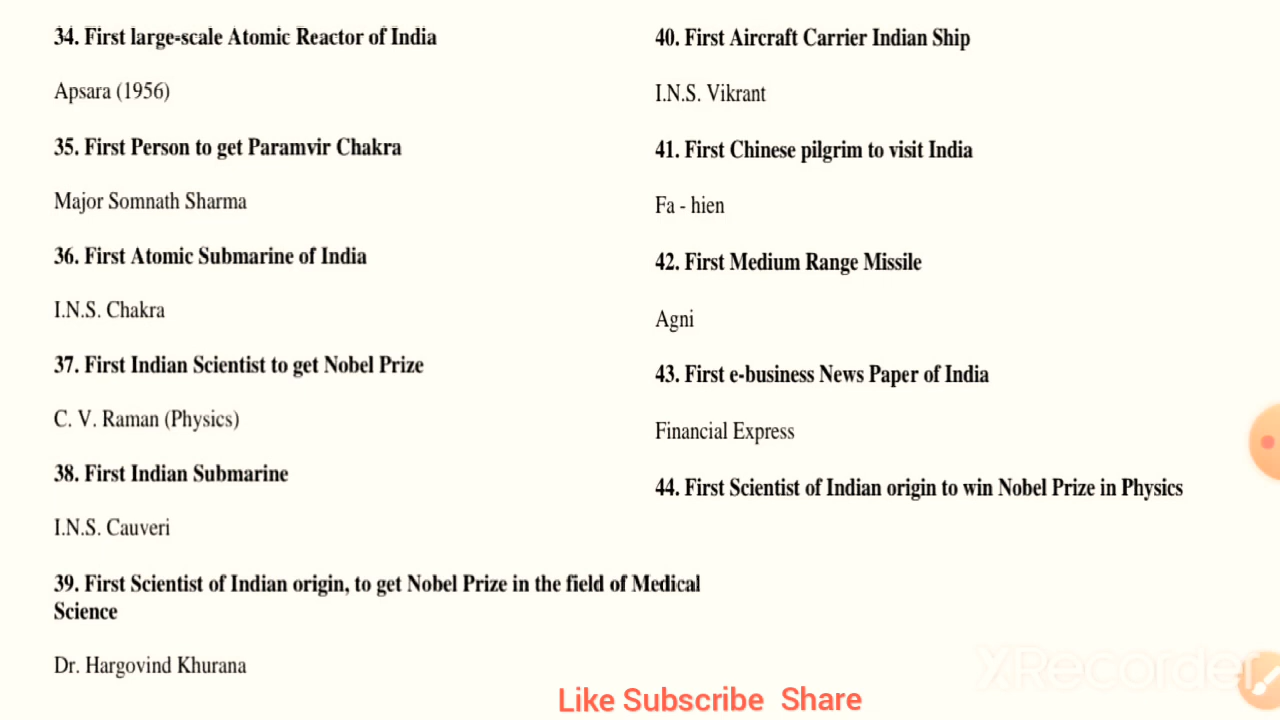 34. First large-scale Atomic Reactor of India
Apsara (1956)
35. First Person to get Paramvir Chakra
Major Somnath Sharma
36. First Atomic Submarine of India
I.N.S. Chakra
37. First Indian Scientist to get Nobel Prize
C. V. Raman (Physics)
38. First Indian Submarine
I.N.S. Cauveri
39. First Scientist of Indian origin, to get Nobel Prize in the field of Medical
Science
Dr. Hargovind Khurana
40. First Aircraft Carrier Indian Ship
I.N.S. Vikrant
41. First Chinese pilgrim to visit India
Fa - hien
42. First Medium Range Missile
Agni
43. First e-business News Paper of India
Financial Express
44. First Scientist of Indian origin to win Nobel Prize in Physics
XRecorder
Like Subscribe Share